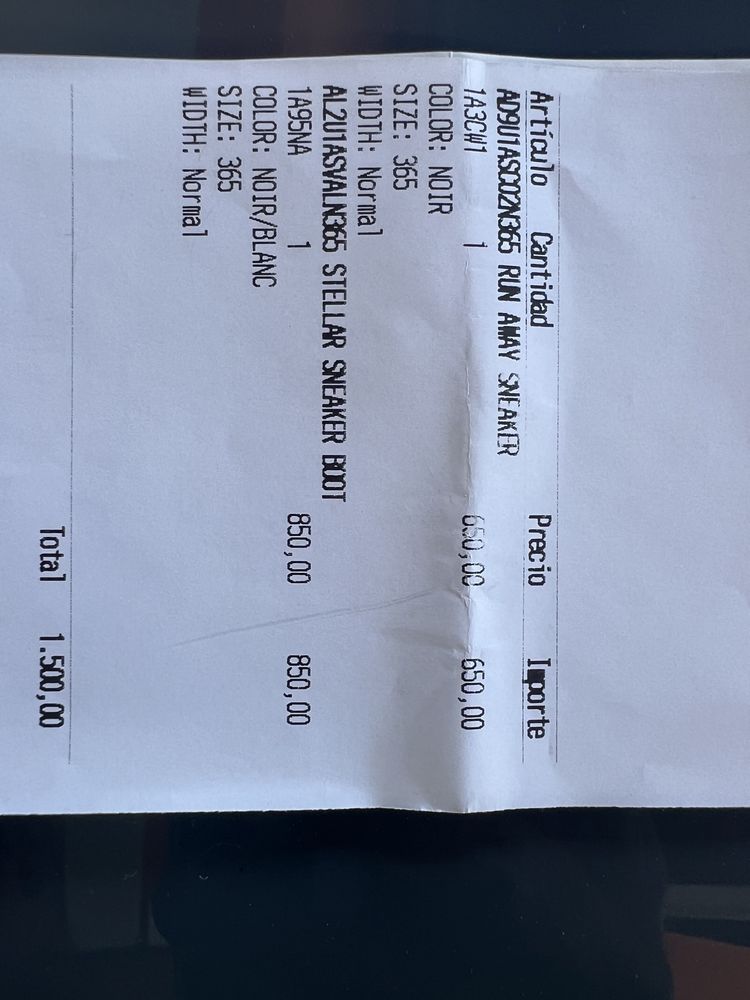 Artículo Cantidad Precio Importe
AD9U1ASC02N365 RUN AWAY SNEAKER
1A3CW1 1 650,00 650,00
COLOR: NOIR
SIZE: 365
WIDTH: Normal
AL2U1ASVALN365 STELLAR SNEAKER BOOT
1A95NA 1 850,00 850,00
COLOR: NOIR/BLANC
SIZE: 365
WIDTH: Normal
Total 1.500,00